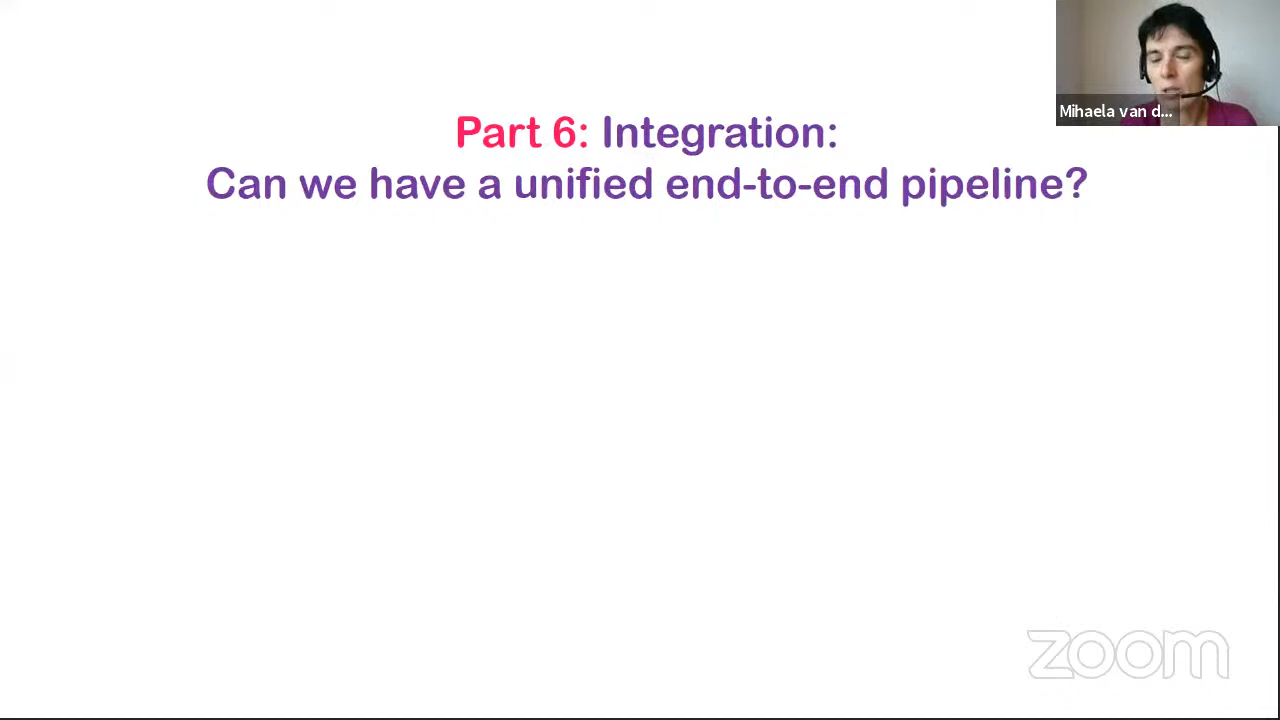 Part 6: Integration:
Can we have a unified end-to-end pipeline?
Mihaela van d...
zoom